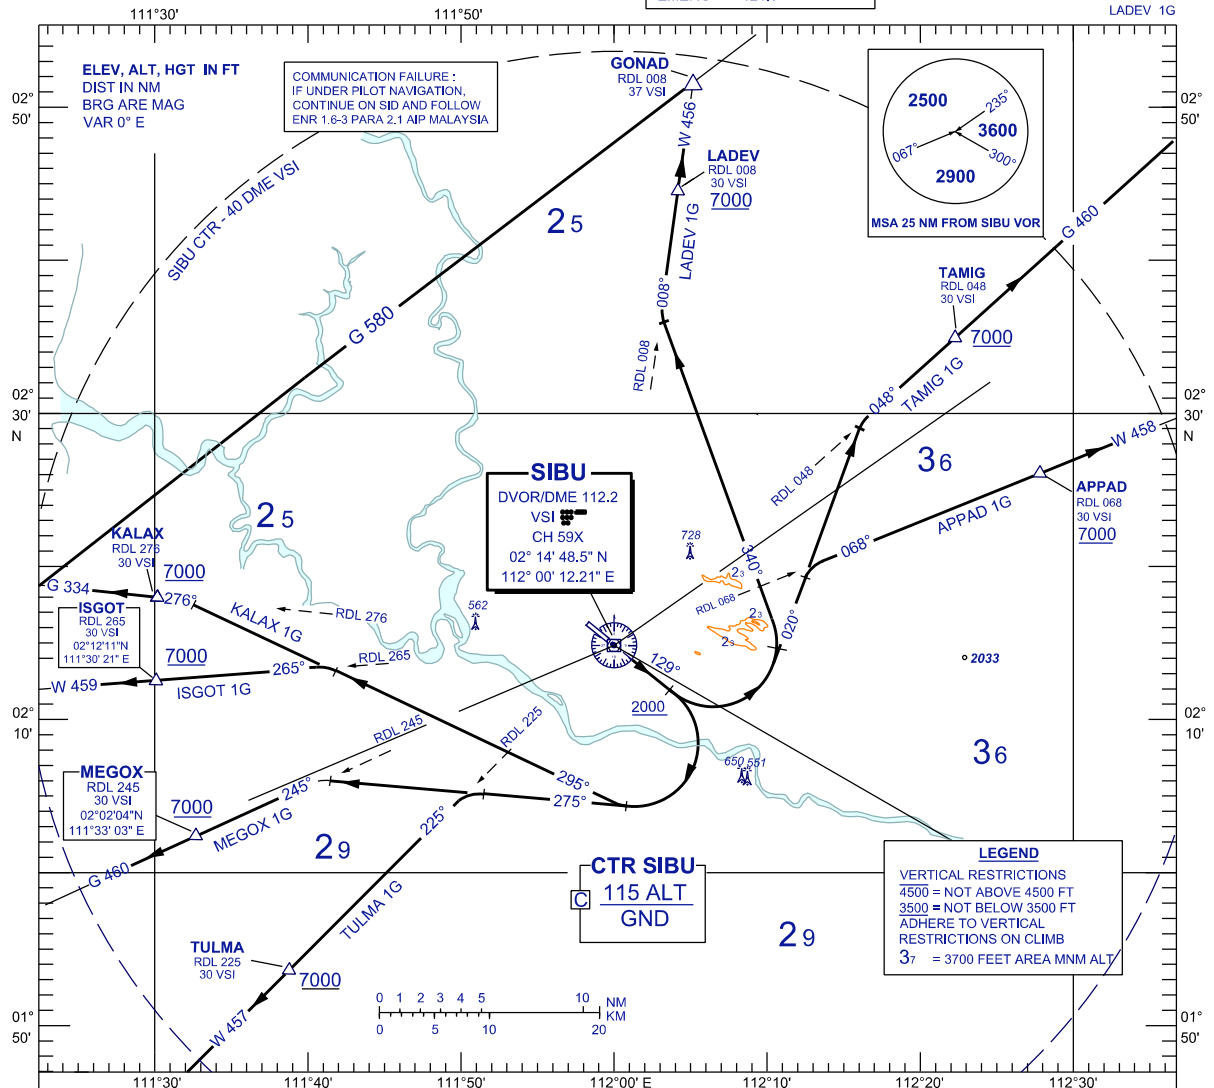 LADEV 1G
111°30'
111°50'
ELEV, ALT, HGT IN FT
DIST IN NM
BRG ARE MAG
VAR 0° E
COMMUNICATION FAILURE :
IF UNDER PILOT NAVIGATION,
CONTINUE ON SID AND FOLLOW
ENR 1.6-3 PARA 2.1 AIP MALAYSIA
GONAD
RDL 008
37 VSI
W 456
LADEV
RDL 008
30 VSI
7000
LADEV 1G
008°
RDL 008
2500
235°
3600
067°
300°
2900
MSA 25 NM FROM SIBU VOR
02°
50'
02°
50'
SIBU CTR - 40 DME VSI
25
G 580
G 460
TAMIG
RDL 048
30 VSI
7000
TAMIG 1G
048°
RDL 048
02°
30'
N
02°
30'
N
W 458
36
APPAD
RDL 068
30 VSI
7000
APPAD 1G
068°
RDL 068
SIBU
DVOR/DME 112.2
VSI
CH 59X
02° 14' 48.5" N
112° 00' 12.21" E
25
728
23
340°
020°
23
23
2033
562
KALAX
RDL 276
30 VSI
7000
G 334
276°
KALAX 1G
RDL 276
ISGOT
RDL 265
30 VSI
02°12'11"N
111°30' 21" E
7000
265°
RDL 265
W 459
ISGOT 1G
129°
2000
02°
10'
02°
10'
RDL 245
RDL 225
36
650
551
MEGOX
RDL 245
30 VSI
02°02'04"N
111°33' 03" E
7000
245°
295°
275°
225°
MEGOX 1G
G 460
29
TULMA 1G
CTR SIBU
C
115 ALT
GND
29
LEGEND
VERTICAL RESTRICTIONS
4500 = NOT ABOVE 4500 FT
3500 = NOT BELOW 3500 FT
ADHERE TO VERTICAL
RESTRICTIONS ON CLIMB
37 = 3700 FEET AREA MNM ALT
TULMA
RDL 225
30 VSI
7000
W 457
0 1 2 3 4 5 10 NM
0 5 10 20 KM
01°
50'
01°
50'
111°30'
111°40'
111°50'
112°00' E
112°10'
112°20'